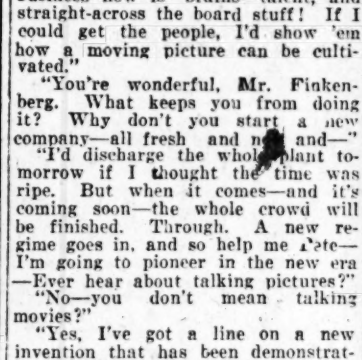 straight-across the board stuff! If I
could get the people, I'd show 'em
how a moving picture can be culti-
vated."
"You're wonderful, Mr. Finken-
berg. What keeps you from doing
it? Why don't you start a new
company—all fresh and and—"
"I'd discharge the whole plant to-
morrow if I thought the time was
ripe. But when it comes—and it's
coming soon—the whole crowd will
be finished. Through. A new re-
gime goes in, and so help me Pete—
I'm going to pioneer in the new era
—Ever hear about talking pictures?"
"No—you don't mean talking
movies?"
"Yes, I've got a line on a new
invention that has been demonstrat-